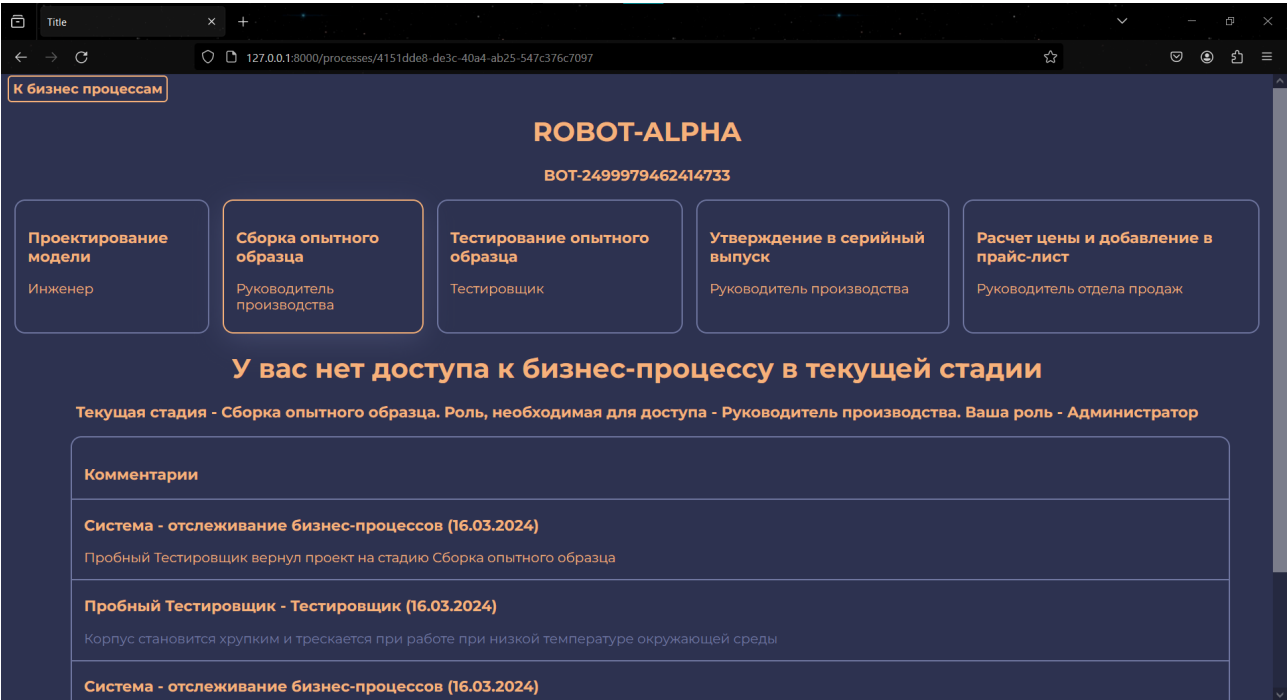 Title
127.0.0.1:8000/processes/4151dde8-de3c-40a4-ab25-547c376c7097
К бизнес процессам
ROBOT-ALPHA
BOT-2499979462414733
Проектирование
модели
Инженер
Сборка опытного
образца
Руководитель
производства
Тестирование опытного
образца
Тестировщик
Утверждение в серийный
выпуск
Руководитель производства
Расчет цены и добавление в
прайс-лист
Руководитель отдела продаж
У вас нет доступа к бизнес-процессу в текущей стадии
Текущая стадия - Сборка опытного образца. Роль, необходимая для доступа - Руководитель производства. Ваша роль - Администратор
Комментарии
Система - отслеживание бизнес-процессов (16.03.2024)
Пробный Тестировщик вернул проект на стадию Сборка опытного образца
Пробный Тестировщик - Тестировщик (16.03.2024)
Корпус становится хрупким и трескается при работе при низкой температуре окружающей среды
Система - отслеживание бизнес-процессов (16.03.2024)